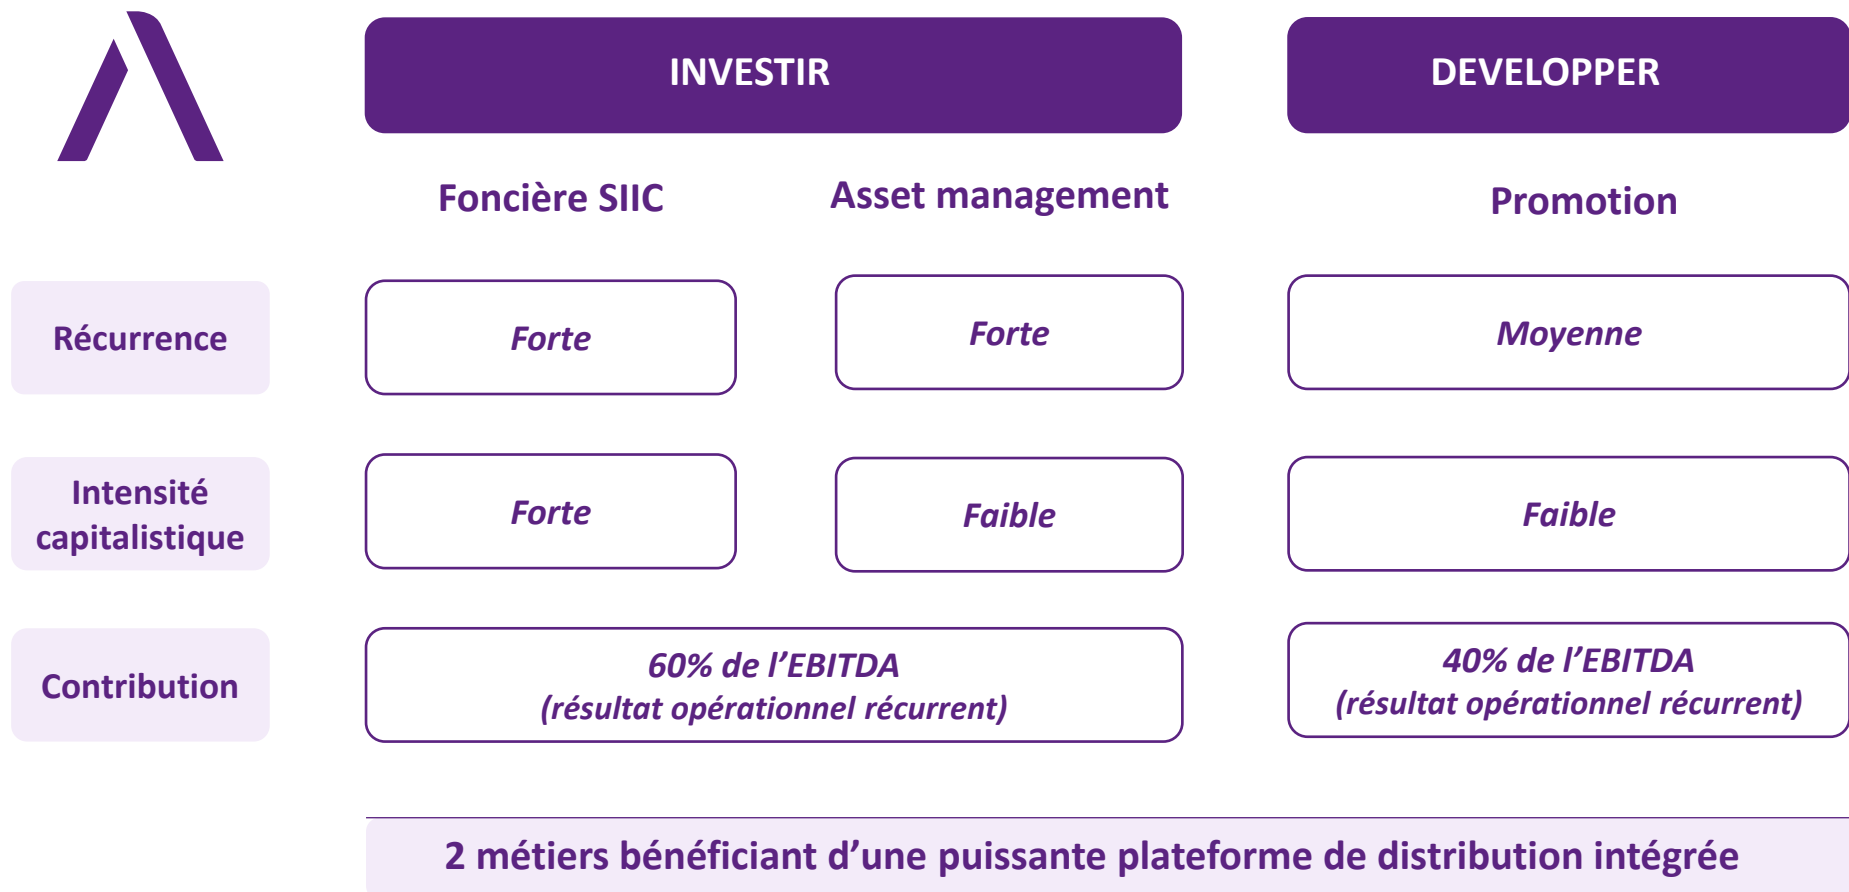 INVESTIR
DEVELOPPER
Foncière SIIC
Asset management
Promotion
Récurrence
Forte
Forte
Moyenne
Intensité
capitalistique
Forte
Faible
Faible
Contribution
60% de l’EBITDA
(résultat opérationnel récurrent)
40% de l’EBITDA
(résultat opérationnel récurrent)
2 métiers bénéficiant d’une puissante plateforme de distribution intégrée